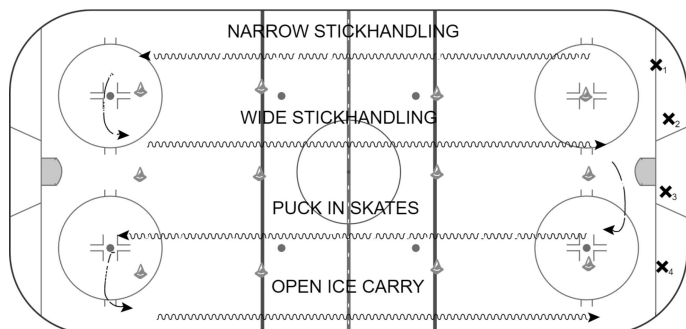 NARROW STICKHANDLING
1
WIDE STICKHANDLING
2
PUCK IN SKATES
3
OPEN ICE CARRY
4